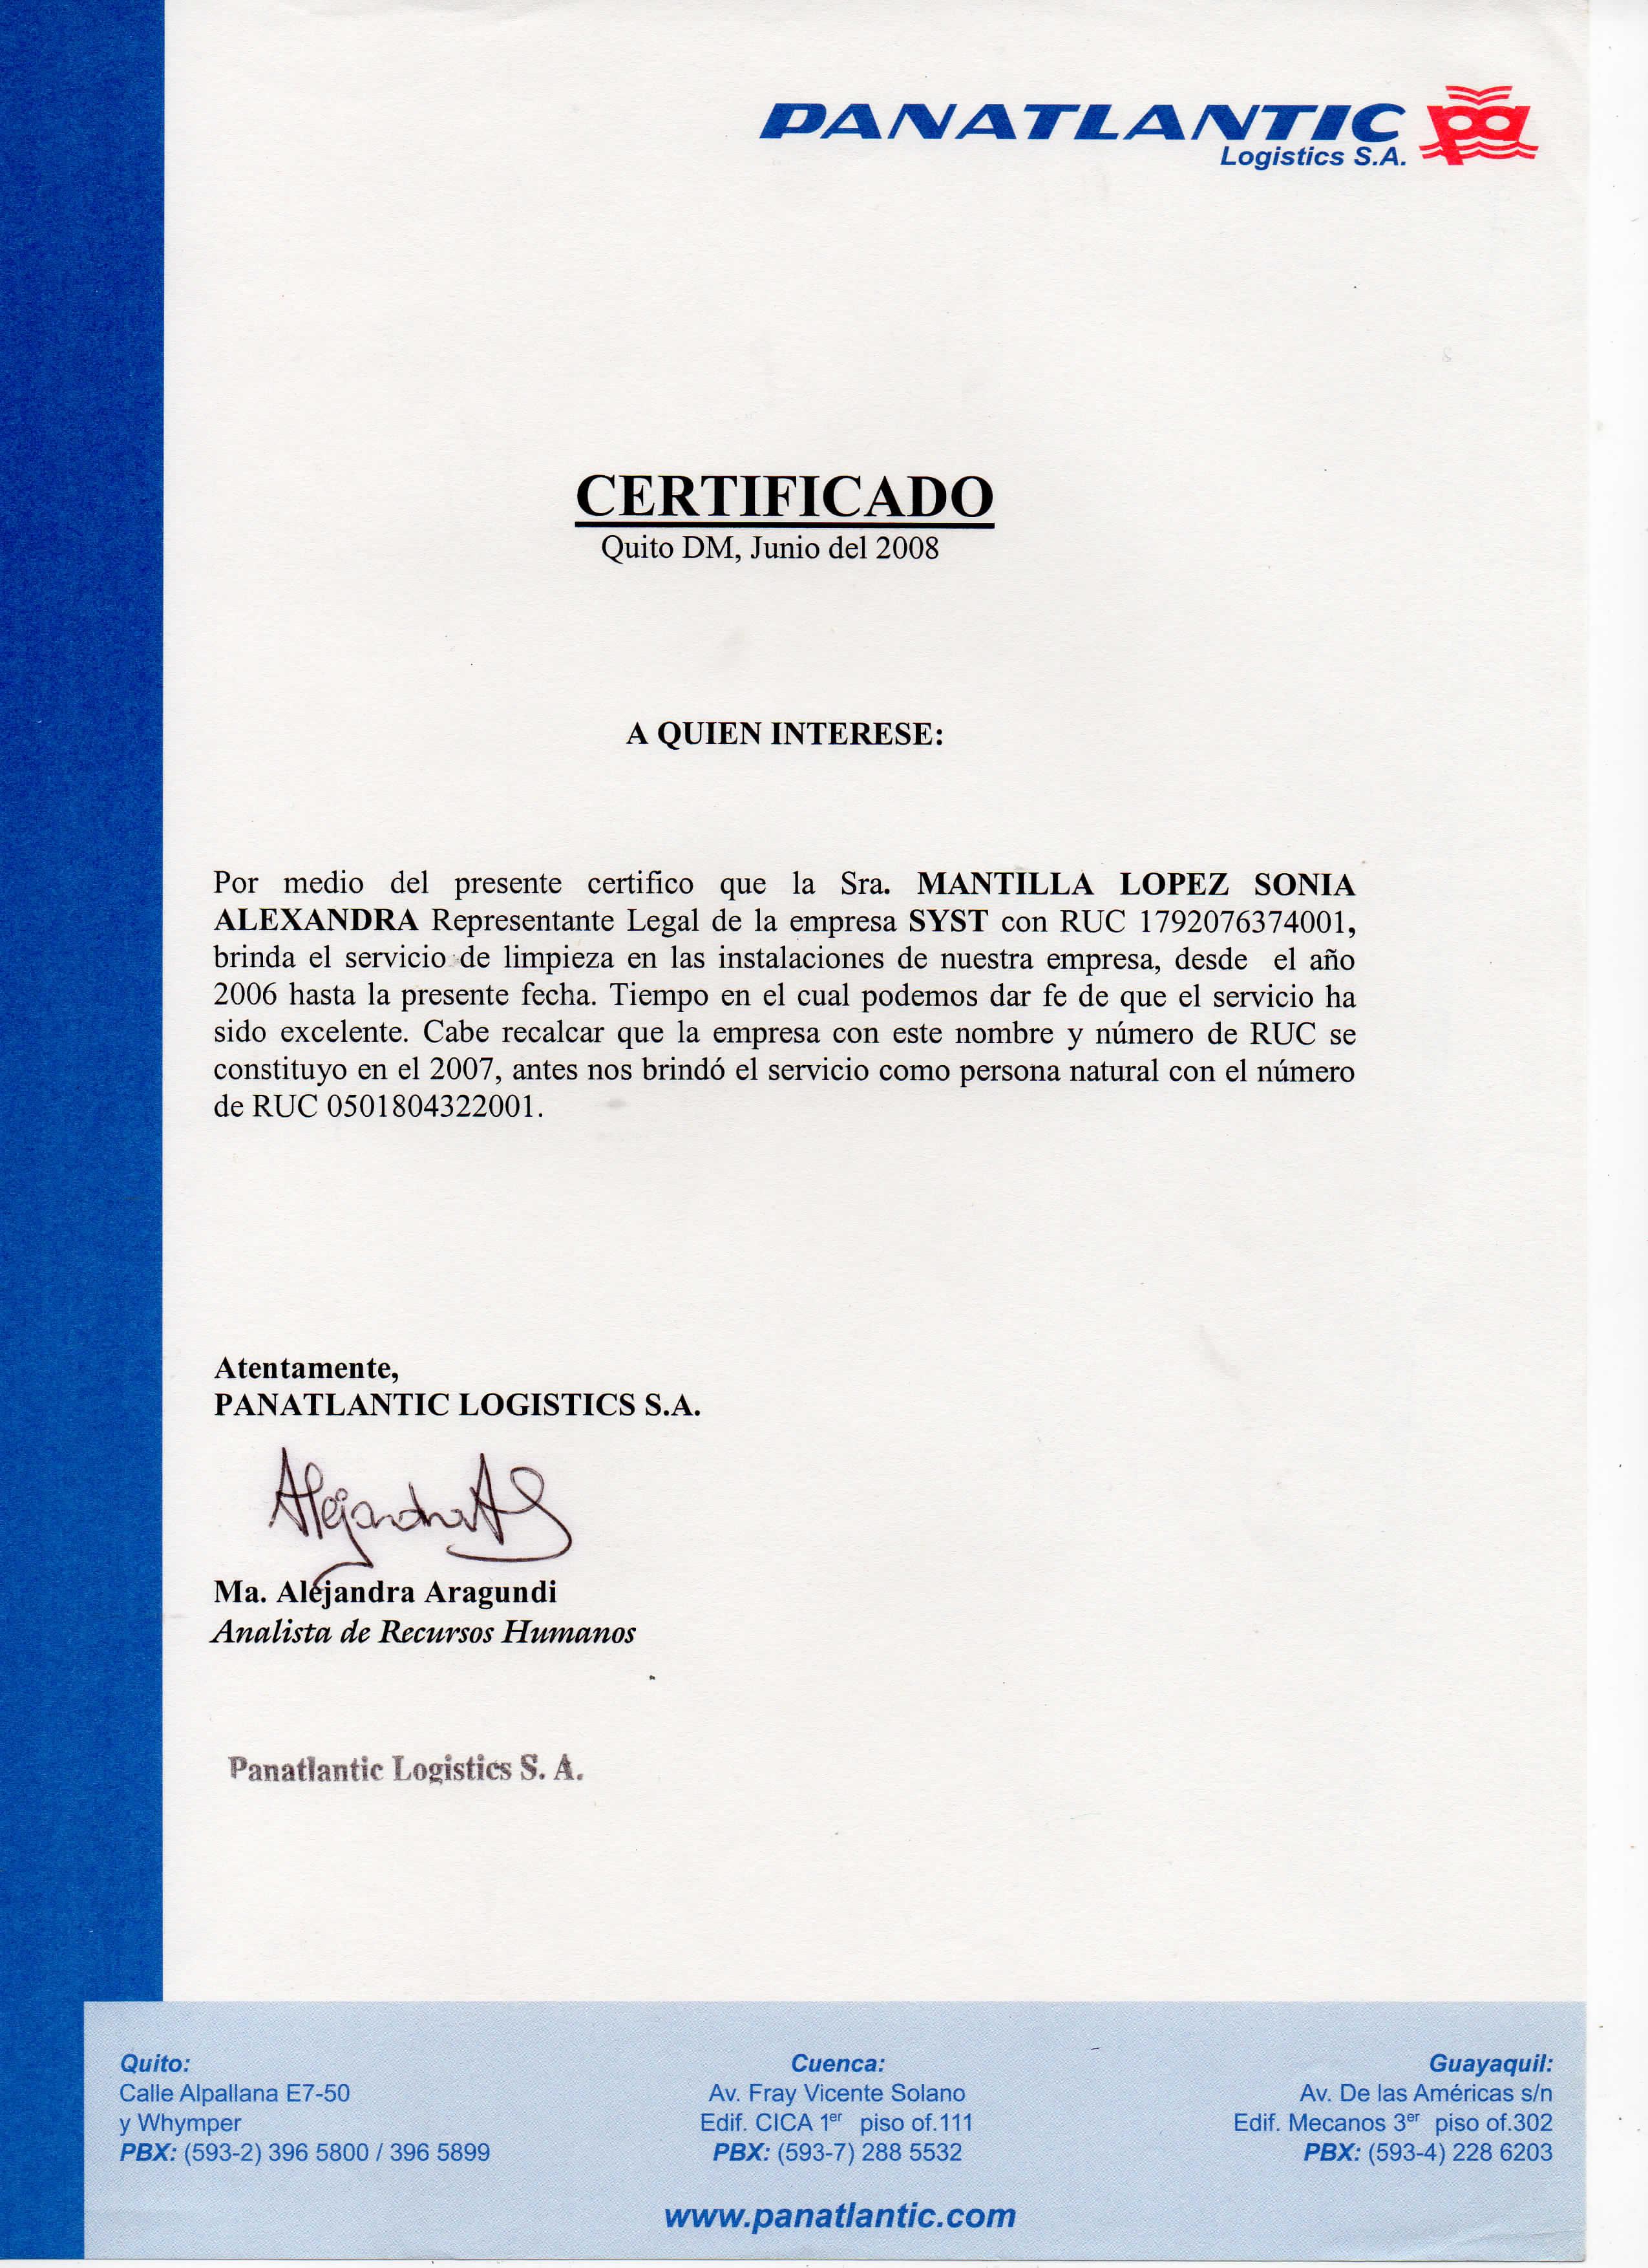 PANATLANTIC
Logistics S.A.
CERTIFICADO
Quito DM, Junio del 2008
A QUIEN INTERESE:
Por medio del presente certifico que la Sra. MANTILLA LOPEZ SONIA
ALEXANDRA Representante Legal de la empresa SYST con RUC 1792076374001,
brinda el servicio de limpieza en las instalaciones de nuestra empresa, desde el año
2006 hasta la presente fecha. Tiempo en el cual podemos dar fe de que el servicio ha
sido excelente. Cabe recalcar que la empresa con este nombre y número de RUC se
constituyo en el 2007, antes nos brindó el servicio como persona natural con el número
de RUC 0501804322001.
Atentamente,
PANATLANTIC LOGISTICS S.A.
Alejandra A
Ma. Alejandra Aragundi
Analista de Recursos Humanos
Panatlantic Logistics S. A.
Quito:
Calle Alpallana E7-50
y Whymper
PBX: (593-2) 396 5800 / 396 5899
Cuenca:
Av. Fray Vicente Solano
Edif. CICA 1er piso of.111
PBX: (593-7) 288 5532
Guayaquil:
Av. De las Américas s/n
Edif. Mecanos 3er piso of.302
PBX: (593-4) 228 6203
www.panatlantic.com